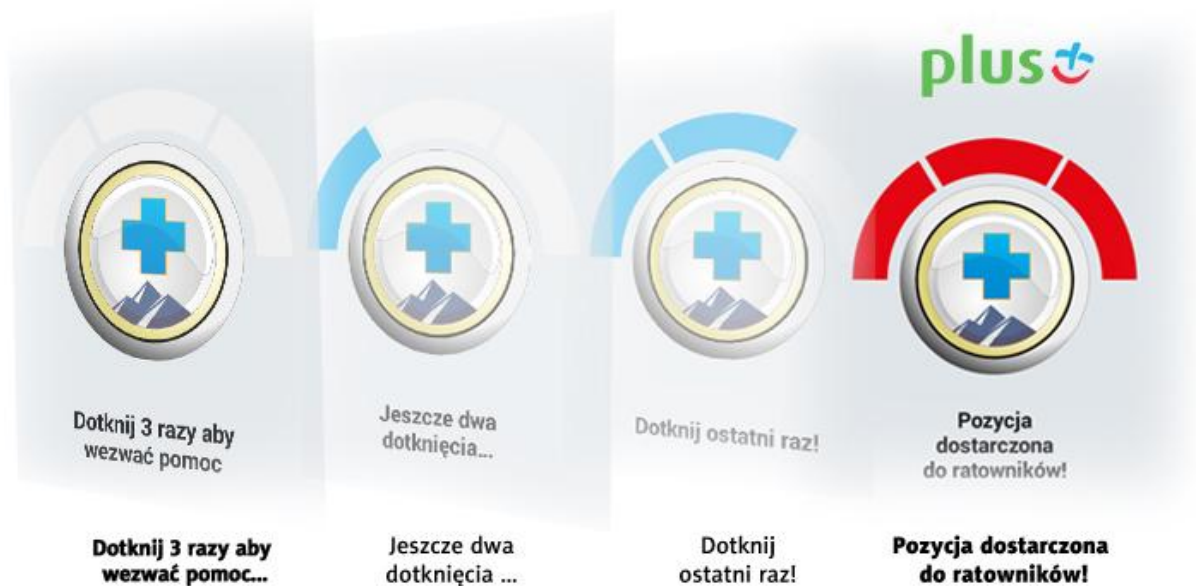 plus
Dotknij 3 razy aby
wezwać pomoc
Jeszcze dwa
dotknięcia...
Dotknij ostatni raz!
Pozycja
dostarczona
do ratowników!
Dotknij 3 razy aby
wezwać pomoc...
Jeszcze dwa
dotknięcia ...
Dotknij
ostatni raz!
Pozycja dostarczona
do ratowników!